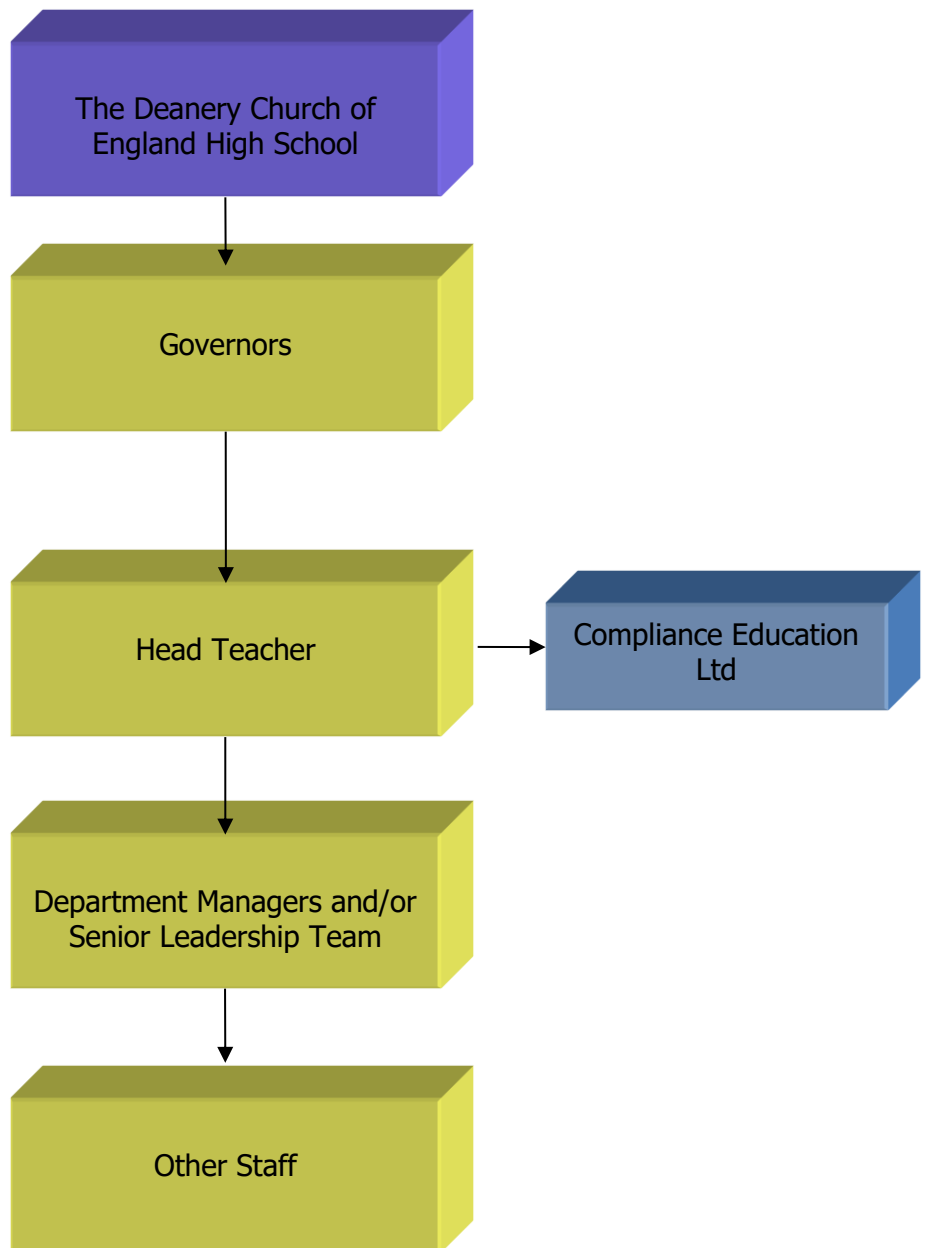 The Deanery Church of
England High School
Governors
Head Teacher
Compliance Education
Ltd
Department Managers and/or
Senior Leadership Team
Other Staff